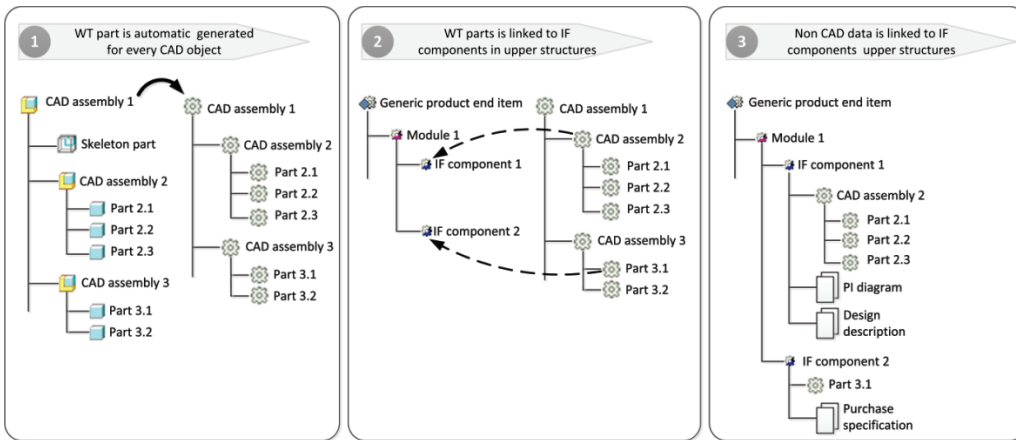 1
WT part is automatic generated
for every CAD object
CAD assembly 1
Skeleton part
CAD assembly 2
Part 2.1
Part 2.2
Part 2.3
CAD assembly 3
Part 3.1
Part 3.2
CAD assembly 1
CAD assembly 2
Part 2.1
Part 2.2
Part 2.3
CAD assembly 3
Part 3.1
Part 3.2
2
WT parts is linked to IF
components in upper structures
Generic product end item
Module 1
IF component 1
IF component 2
CAD assembly 1
CAD assembly 2
Part 2.1
Part 2.2
Part 2.3
CAD assembly 3
Part 3.1
Part 3.2
3
Non CAD data is linked to IF
components upper structures
Generic product end item
Module 1
IF component 1
CAD assembly 2
Part 2.1
Part 2.2
Part 2.3
PI diagram
Design
description
IF component 2
Part 3.1
Purchase
specification